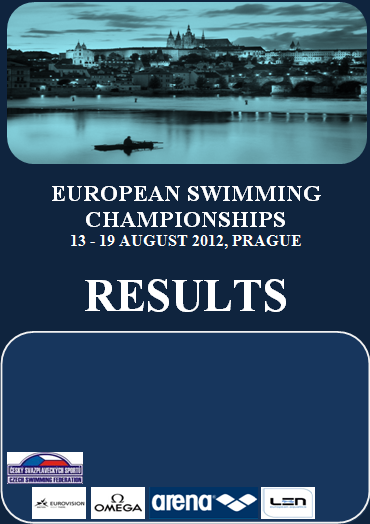 EUROPEAN SWIMMING
CHAMPIONSHIPS
13 - 19 AUGUST 2012, PRAGUE
RESULTS
ČESKÝ SVAZ PLAVECKÝCH SPORTŮ
CZECH SWIMMING FEDERATION
EUROVISION
OMEGA
arena
LEN